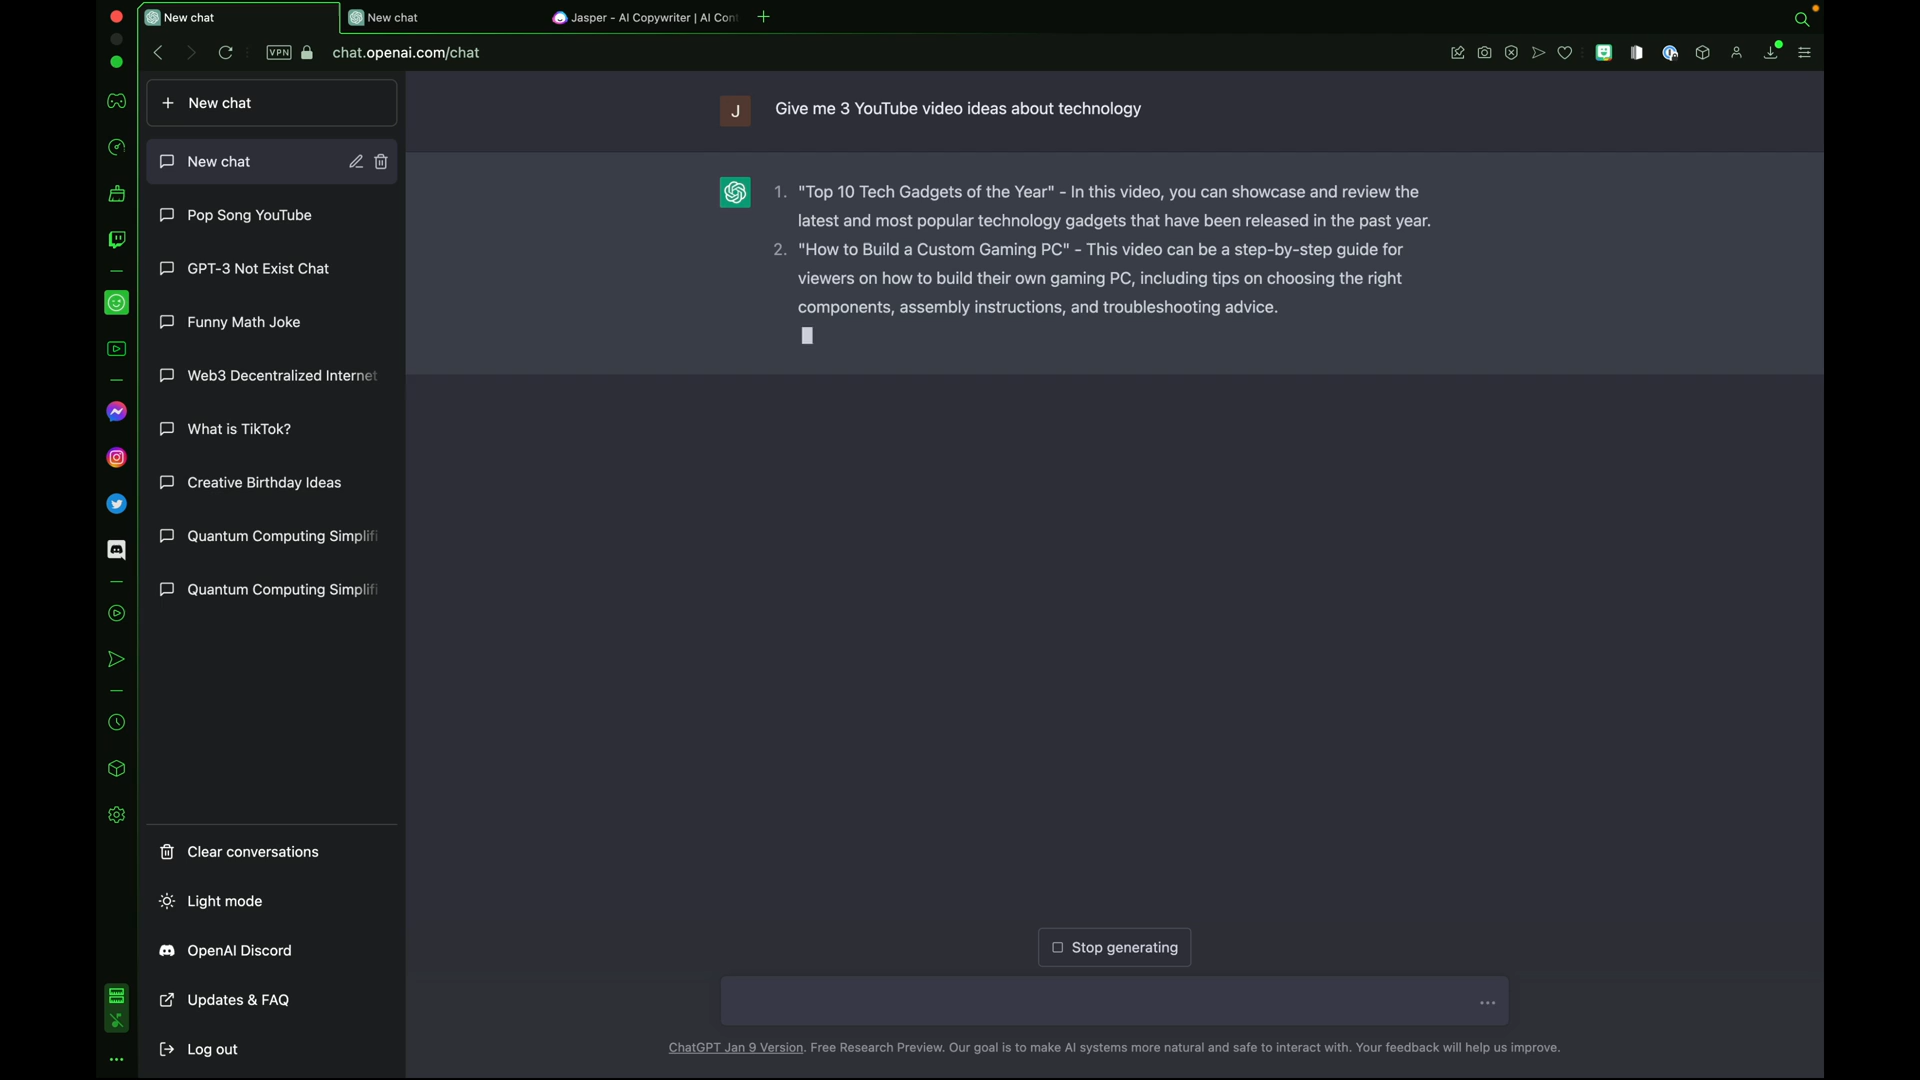 New chat
New chat
Jasper - AI Copywriter | AI Con
VPN
chat.openai.com/chat
New chat
New chat
Pop Song YouTube
GPT-3 Not Exist Chat
Funny Math Joke
Web3 Decentralized Internet
What is TikTok?
Creative Birthday Ideas
Quantum Computing Simplifi
Quantum Computing Simplifi
Clear conversations
Light mode
OpenAI Discord
Updates & FAQ
Log out
J
Give me 3 YouTube video ideas about technology
1. "Top 10 Tech Gadgets of the Year" - In this video, you can showcase and review the
latest and most popular technology gadgets that have been released in the past year.
2. "How to Build a Custom Gaming PC" - This video can be a step-by-step guide for
viewers on how to build their own gaming PC, including tips on choosing the right
components, assembly instructions, and troubleshooting advice.
Stop generating
ChatGPT Jan 9 Version. Free Research Preview. Our goal is to make AI systems more natural and safe to interact with. Your feedback will help us improve.